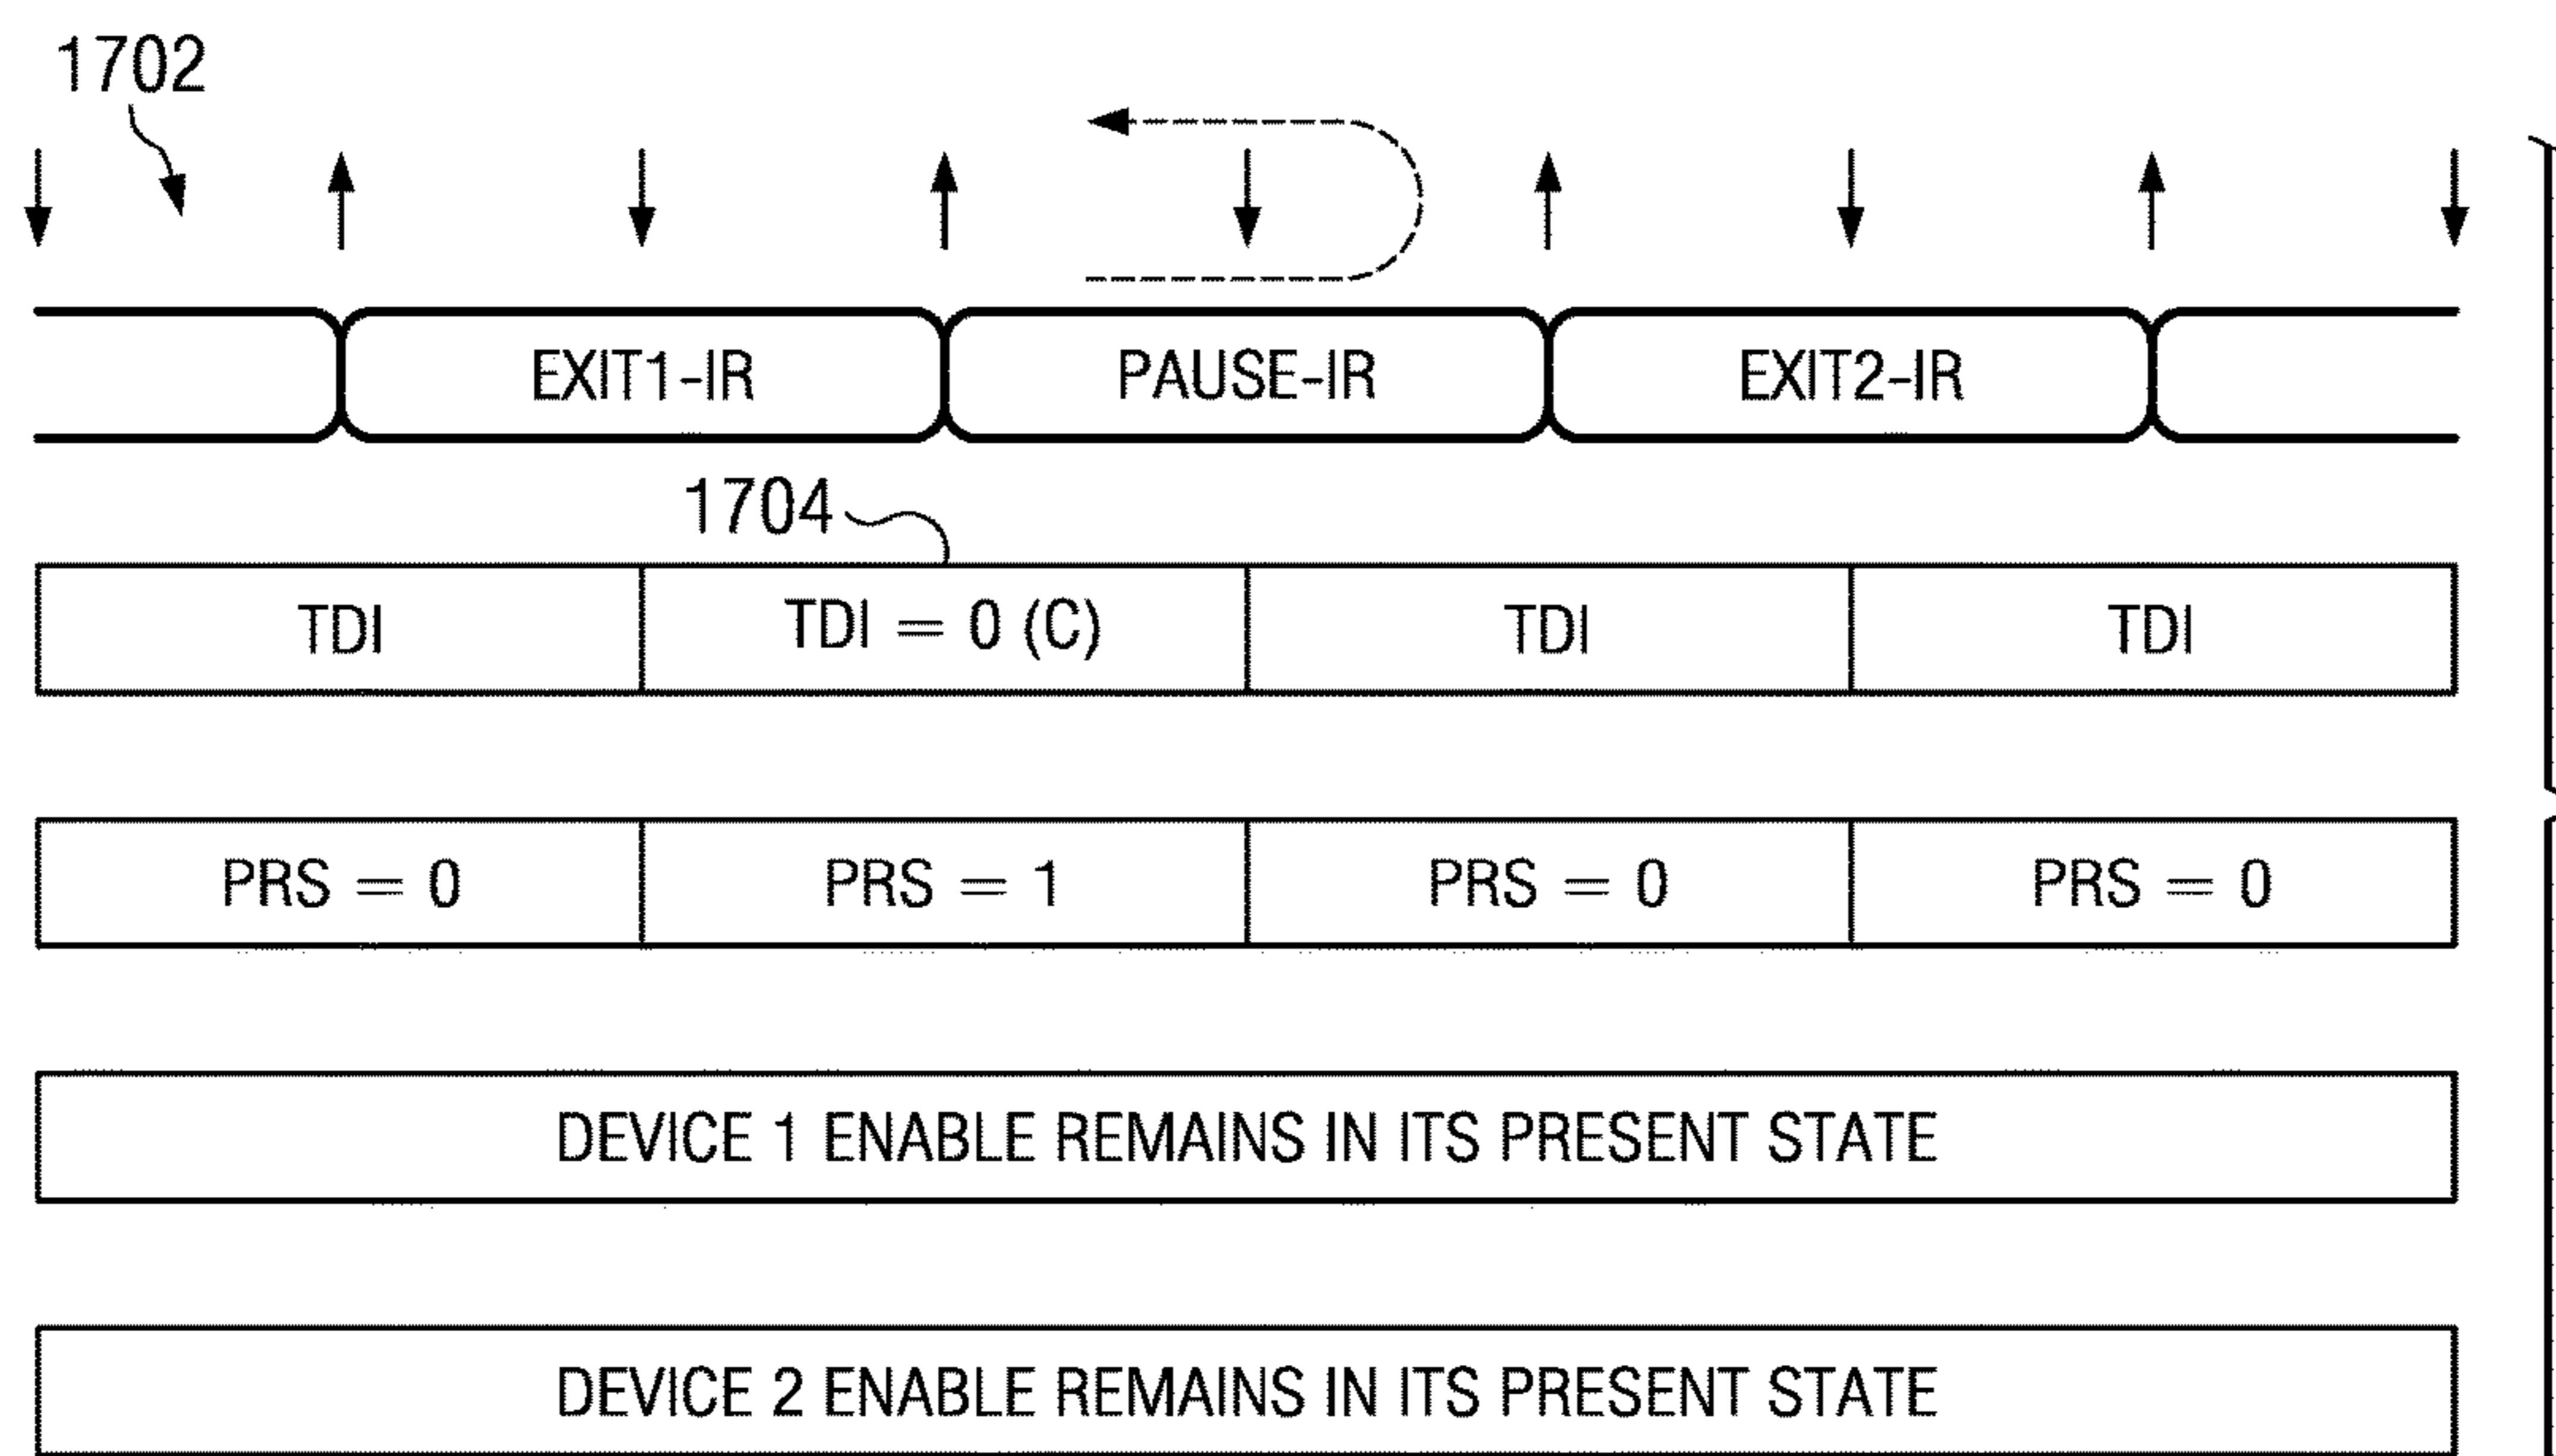 1702
EXIT1-IR PAUSE-IR EXIT2-IR
1704
TDI TDI = 0 (C) TDI TDI
PRS = 0 PRS = 1 PRS = 0 PRS = 0
DEVICE 1 ENABLE REMAINS IN ITS PRESENT STATE
DEVICE 2 ENABLE REMAINS IN ITS PRESENT STATE